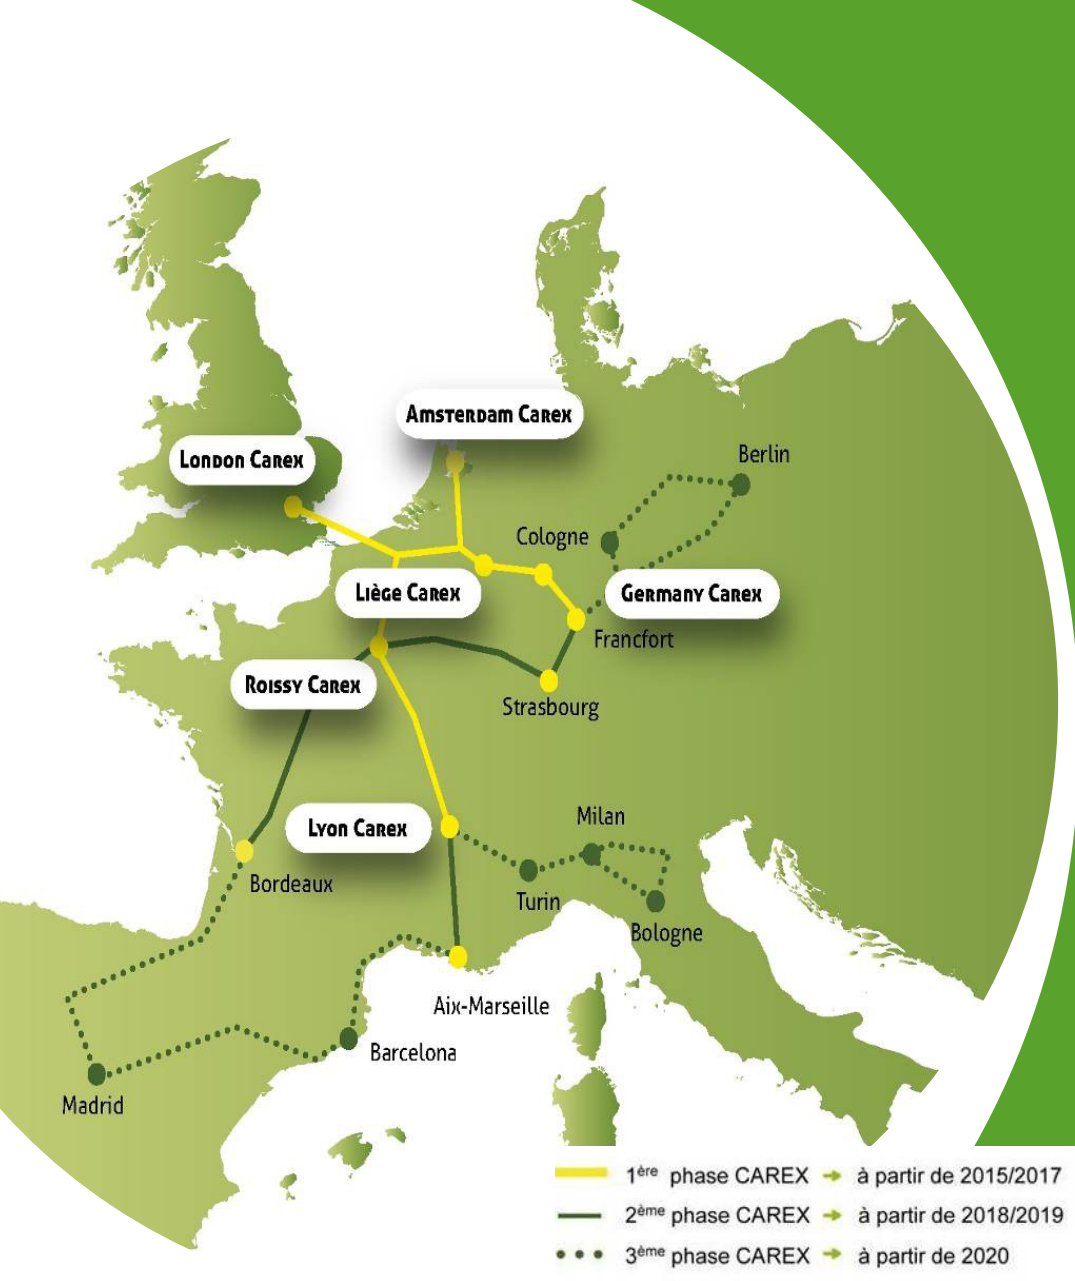 Amsterdam Carex
London Carex
Berlin
Cologne
Liège Carex
Germany Carex
Francfort
Roissy Carex
Strasbourg
Milan
Lyon Carex
Bordeaux
Turin
Bologne
Aix-Marseille
Barcelona
Madrid
1ère phase CAREX à partir de 2015/2017
2ème phase CAREX à partir de 2018/2019
3ème phase CAREX à partir de 2020